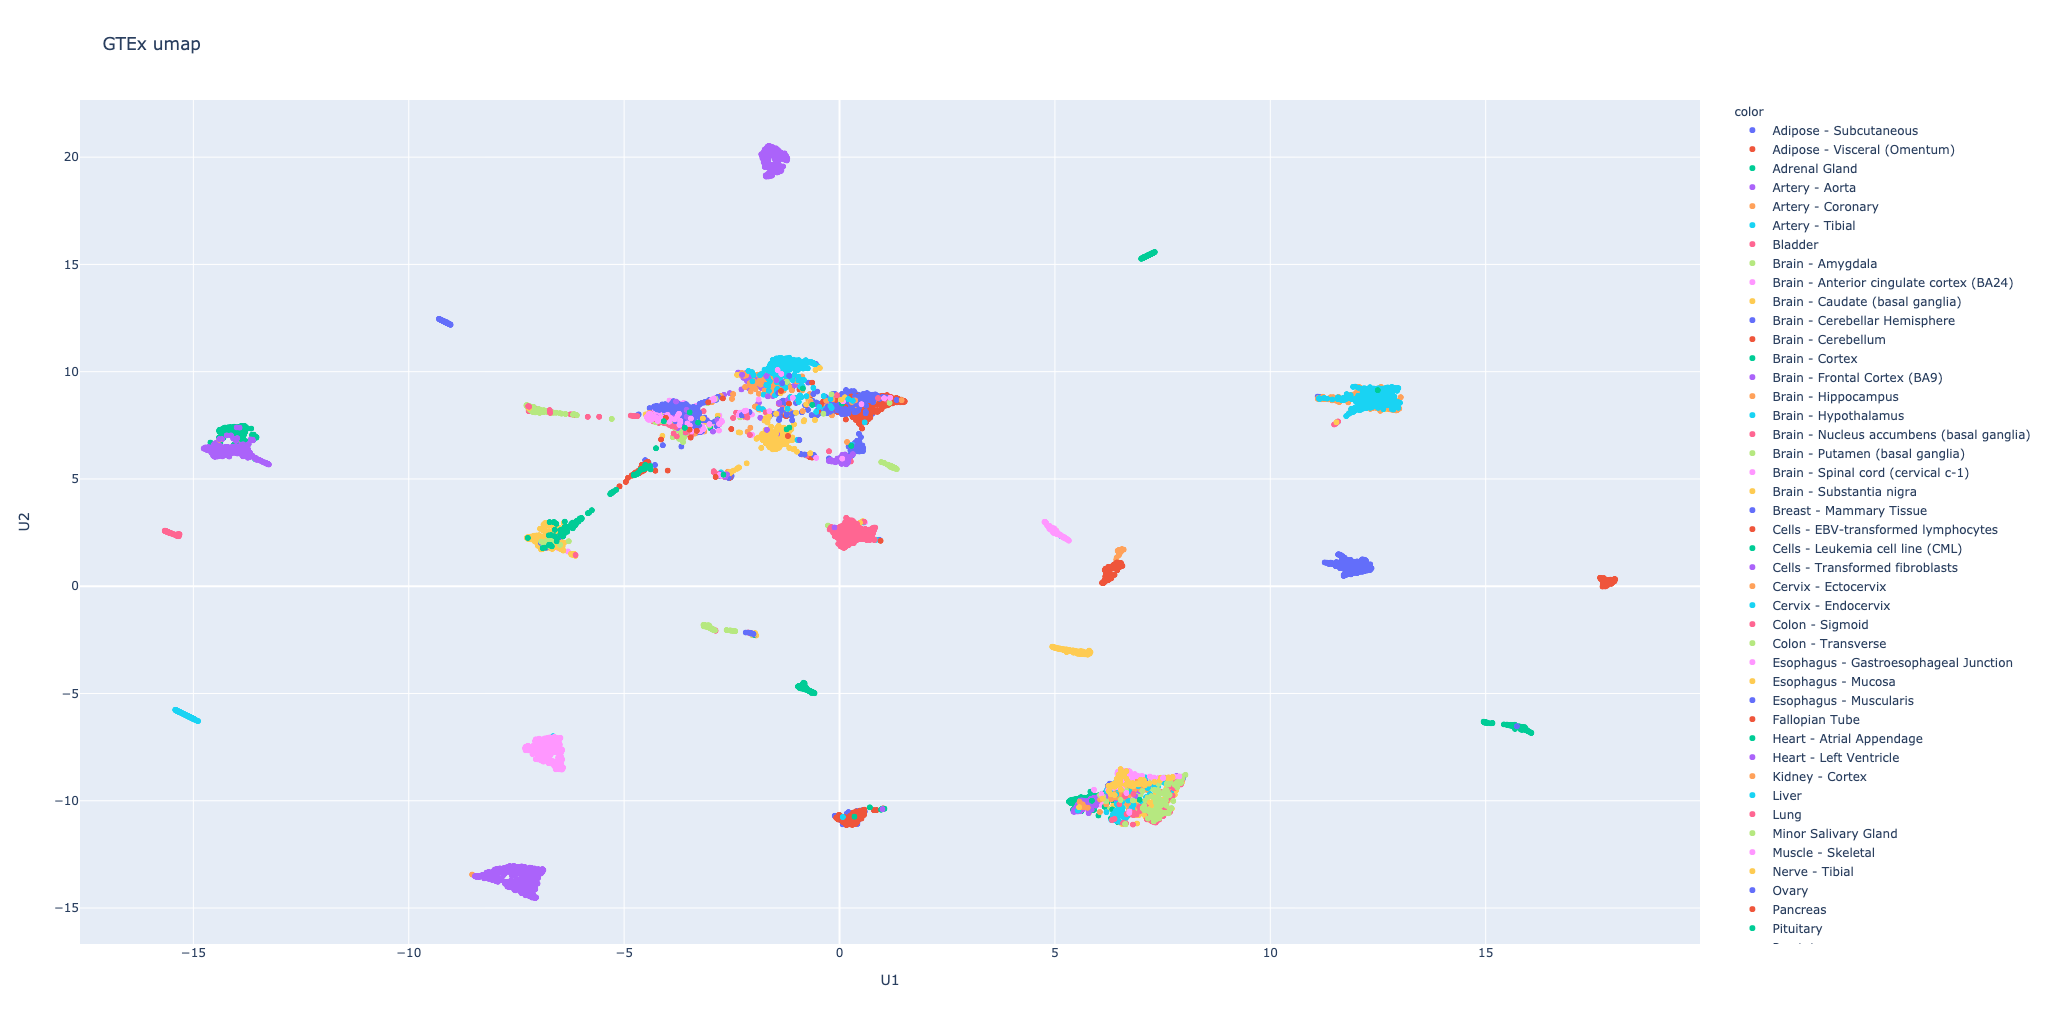 GTEx umap
color
Adipose - Subcutaneous
Adipose - Visceral (Omentum)
Adrenal Gland
Artery - Aorta
Artery - Coronary
Artery - Tibial
Bladder
Brain - Amygdala
Brain - Anterior cingulate cortex (BA24)
Brain - Caudate (basal ganglia)
Brain - Cerebellar Hemisphere
Brain - Cerebellum
Brain - Cortex
Brain - Frontal Cortex (BA9)
Brain - Hippocampus
Brain - Hypothalamus
Brain - Nucleus accumbens (basal ganglia)
Brain - Putamen (basal ganglia)
Brain - Spinal cord (cervical c-1)
Brain - Substantia nigra
Breast - Mammary Tissue
Cells - EBV-transformed lymphocytes
Cells - Leukemia cell line (CML)
Cells - Transformed fibroblasts
Cervix - Ectocervix
Cervix - Endocervix
Colon - Sigmoid
Colon - Transverse
Esophagus - Gastroesophageal Junction
Esophagus - Mucosa
Esophagus - Muscularis
Fallopian Tube
Heart - Atrial Appendage
Heart - Left Ventricle
Kidney - Cortex
Liver
Lung
Minor Salivary Gland
Muscle - Skeletal
Nerve - Tibial
Ovary
Pancreas
Pituitary
20
15
10
5
0
−5
−10
−15
U2
−15 −10 −5 0 5 10 15
U1